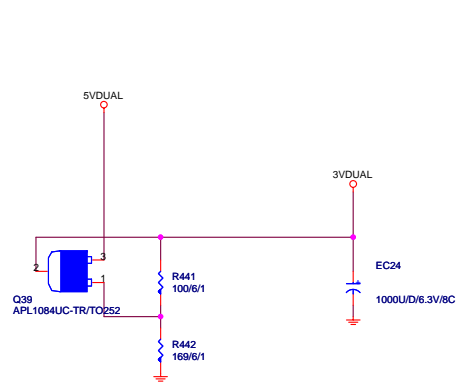 5VDUAL
3VDUAL
2
3
1
EC24
R441
100/6/1
Q39
APL1084UC-TR/TO252
1000U/D/6.3V/8C
R442
169/6/1